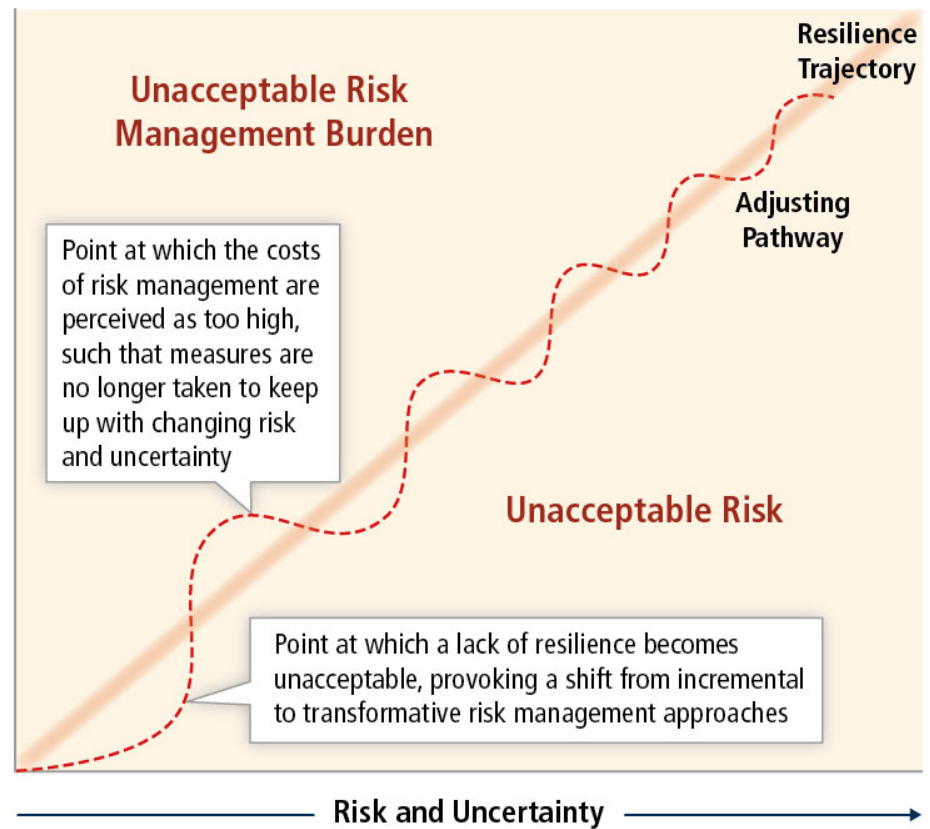 Resilience
Trajectory
Unacceptable Risk
Management Burden
Adjusting
Pathway
Point at which the costs
of risk management are
perceived as too high,
such that measures are
no longer taken to keep
up with changing risk
and uncertainty
Unacceptable Risk
Point at which a lack of resilience becomes
unacceptable, provoking a shift from incremental
to transformative risk management approaches
Risk and Uncertainty